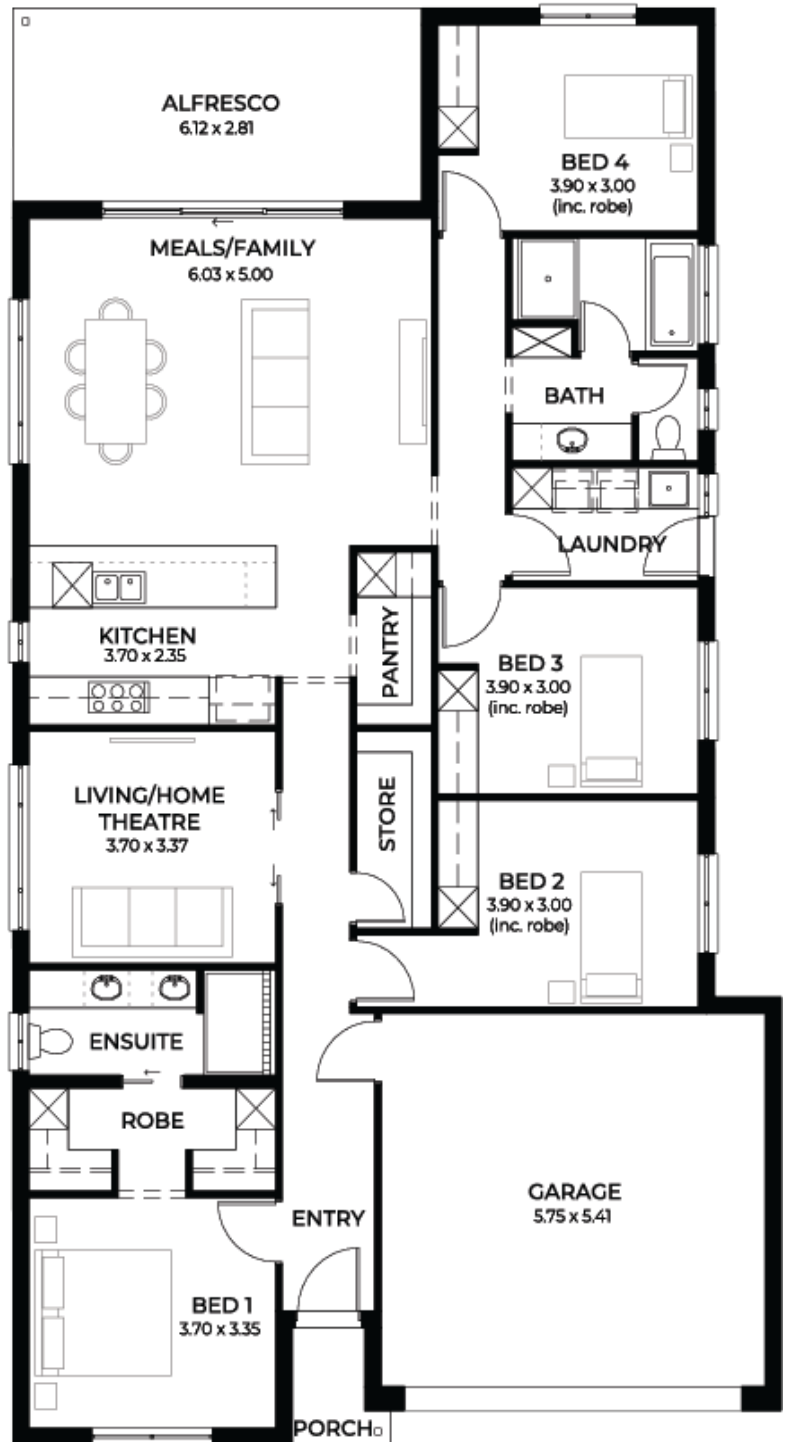 ALFRESCO
6.12 x 2.81
BED 4
3.90 x 3.00
(inc. robe)
MEALS/FAMILY
6.03 x 5.00
BATH
LAUNDRY
KITCHEN
3.70 x 2.35
PANTRY
BED 3
3.90 x 3.00
(inc. robe)
LIVING/HOME
THEATRE
3.70 x 3.37
STORE
BED 2
3.90 x 3.00
(inc. robe)
ENSUITE
ROBE
GARAGE
5.75 x 5.41
ENTRY
BED 1
3.70 x 3.35
PORCH